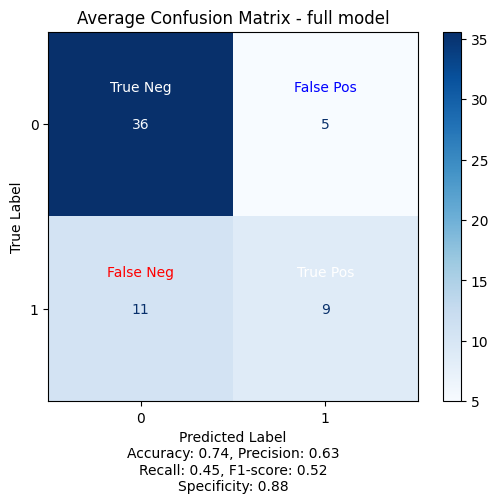 Average Confusion Matrix - full model
True Neg
False Pos
36
5
False Neg
True Pos
11
9
0
1
True Label
0
1
Predicted Label
Accuracy: 0.74, Precision: 0.63
Recall: 0.45, F1-score: 0.52
Specificity: 0.88
35
30
25
20
15
10
5